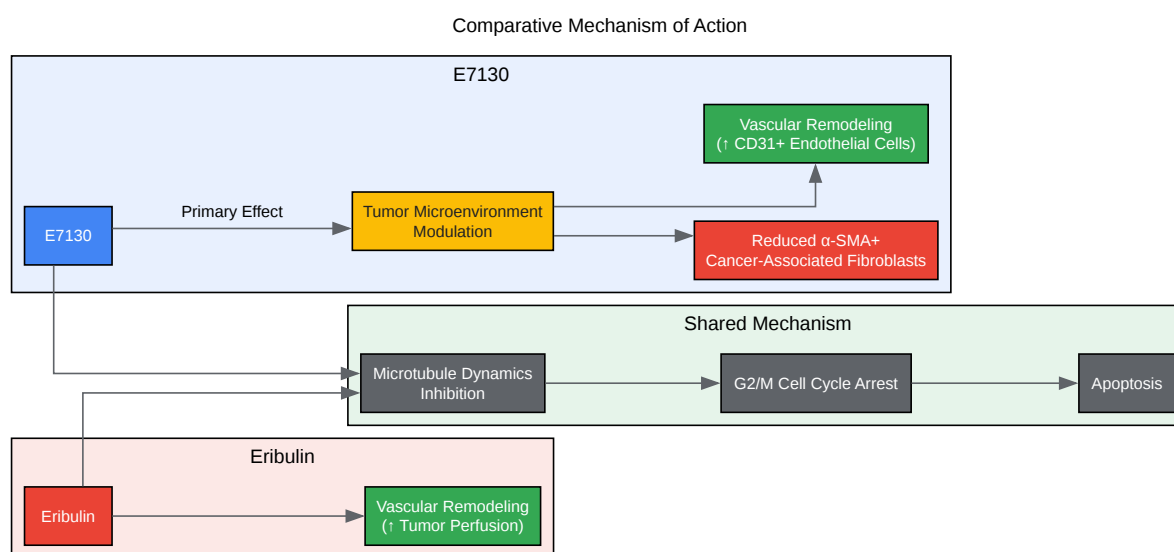 Comparative Mechanism of Action
E7130
Vascular Remodeling
(↑ CD31+ Endothelial Cells)
E7130
Primary Effect
Tumor Microenvironment
Modulation
Reduced α-SMA+
Cancer-Associated Fibroblasts
Shared Mechanism
Microtubule Dynamics
Inhibition
G2/M Cell Cycle Arrest
Apoptosis
Eribulin
Eribulin
Vascular Remodeling
(↑ Tumor Perfusion)